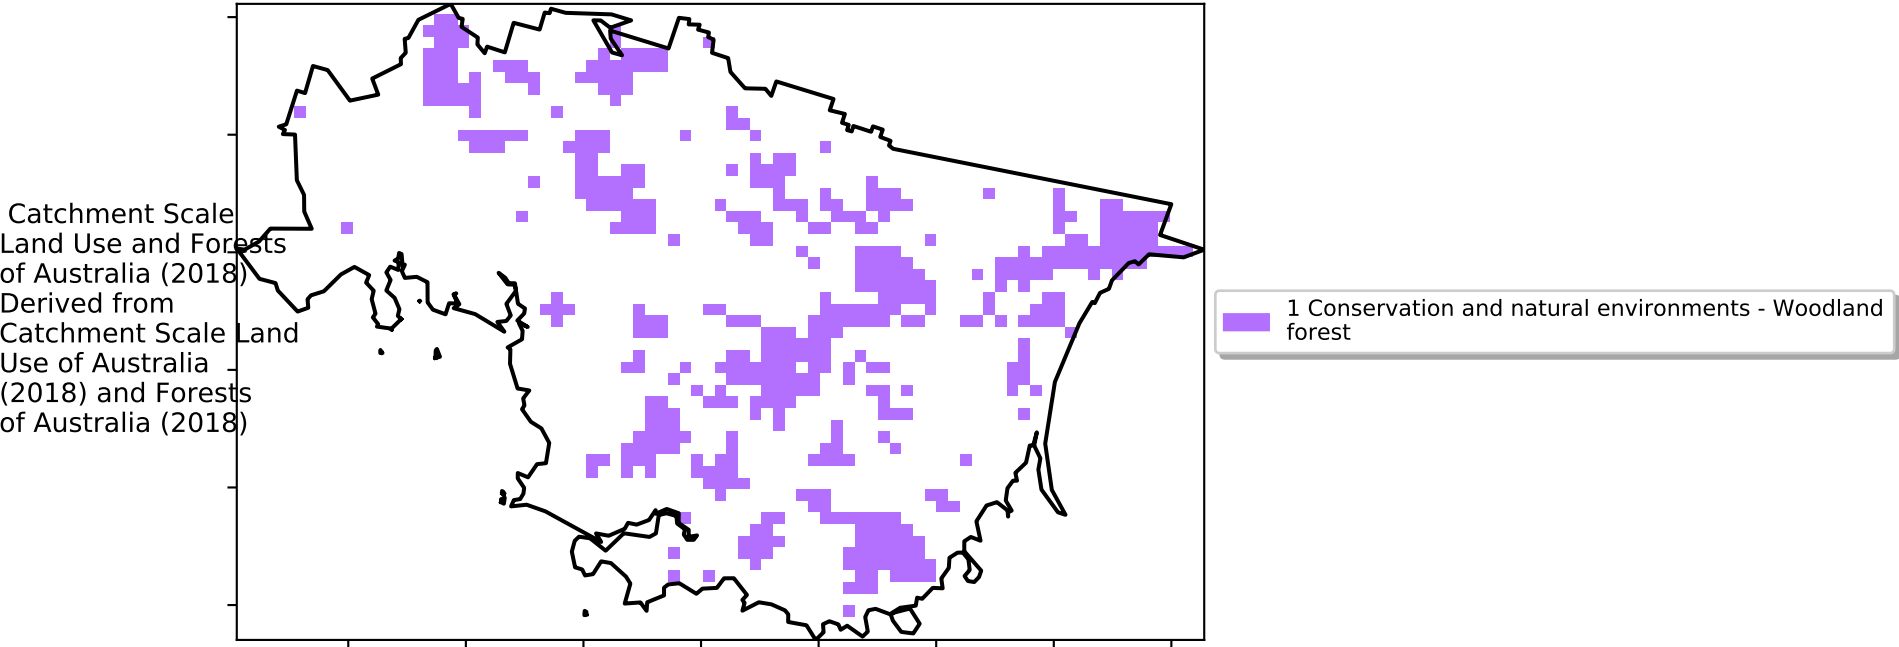 Catchment Scale
Land Use and Forests
of Australia (2018)
Derived from
Catchment Scale Land
Use of Australia
(2018) and Forests
of Australia (2018)
1 Conservation and natural environments - Woodland
forest